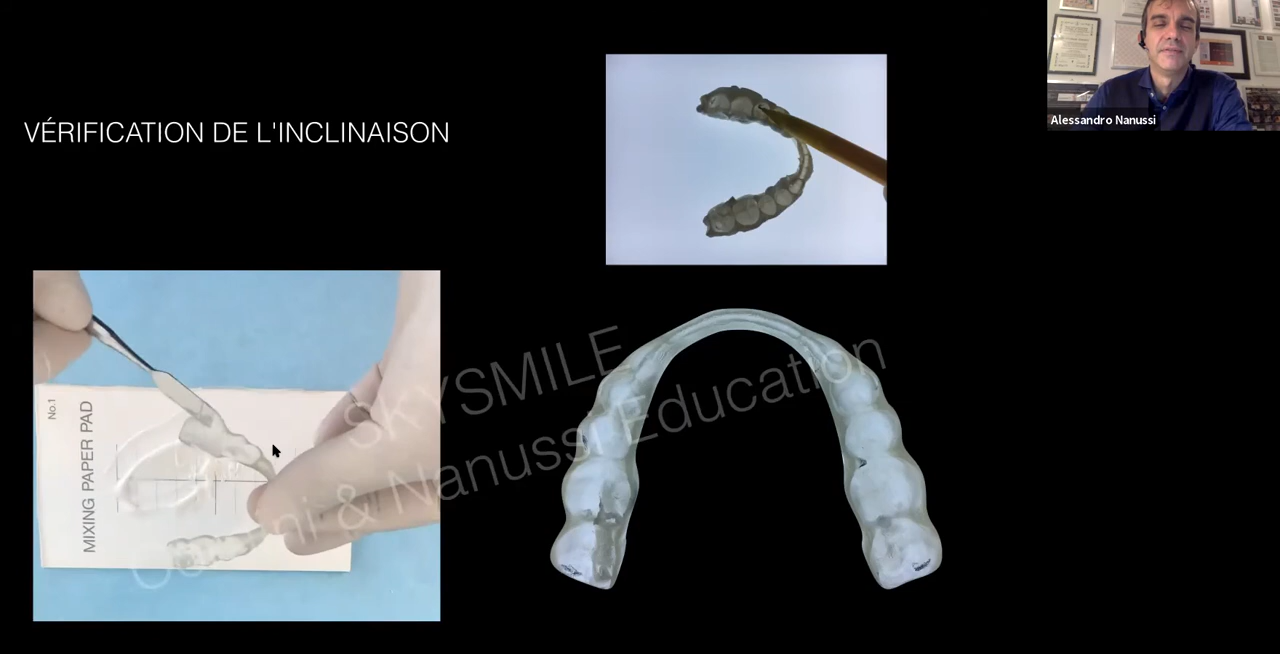 VÉRIFICATION DE L'INCLINAISON
Alessandro Nanussi
No.1
MIXING PAPER PAD
SKYSMILE
& Nanussi Education